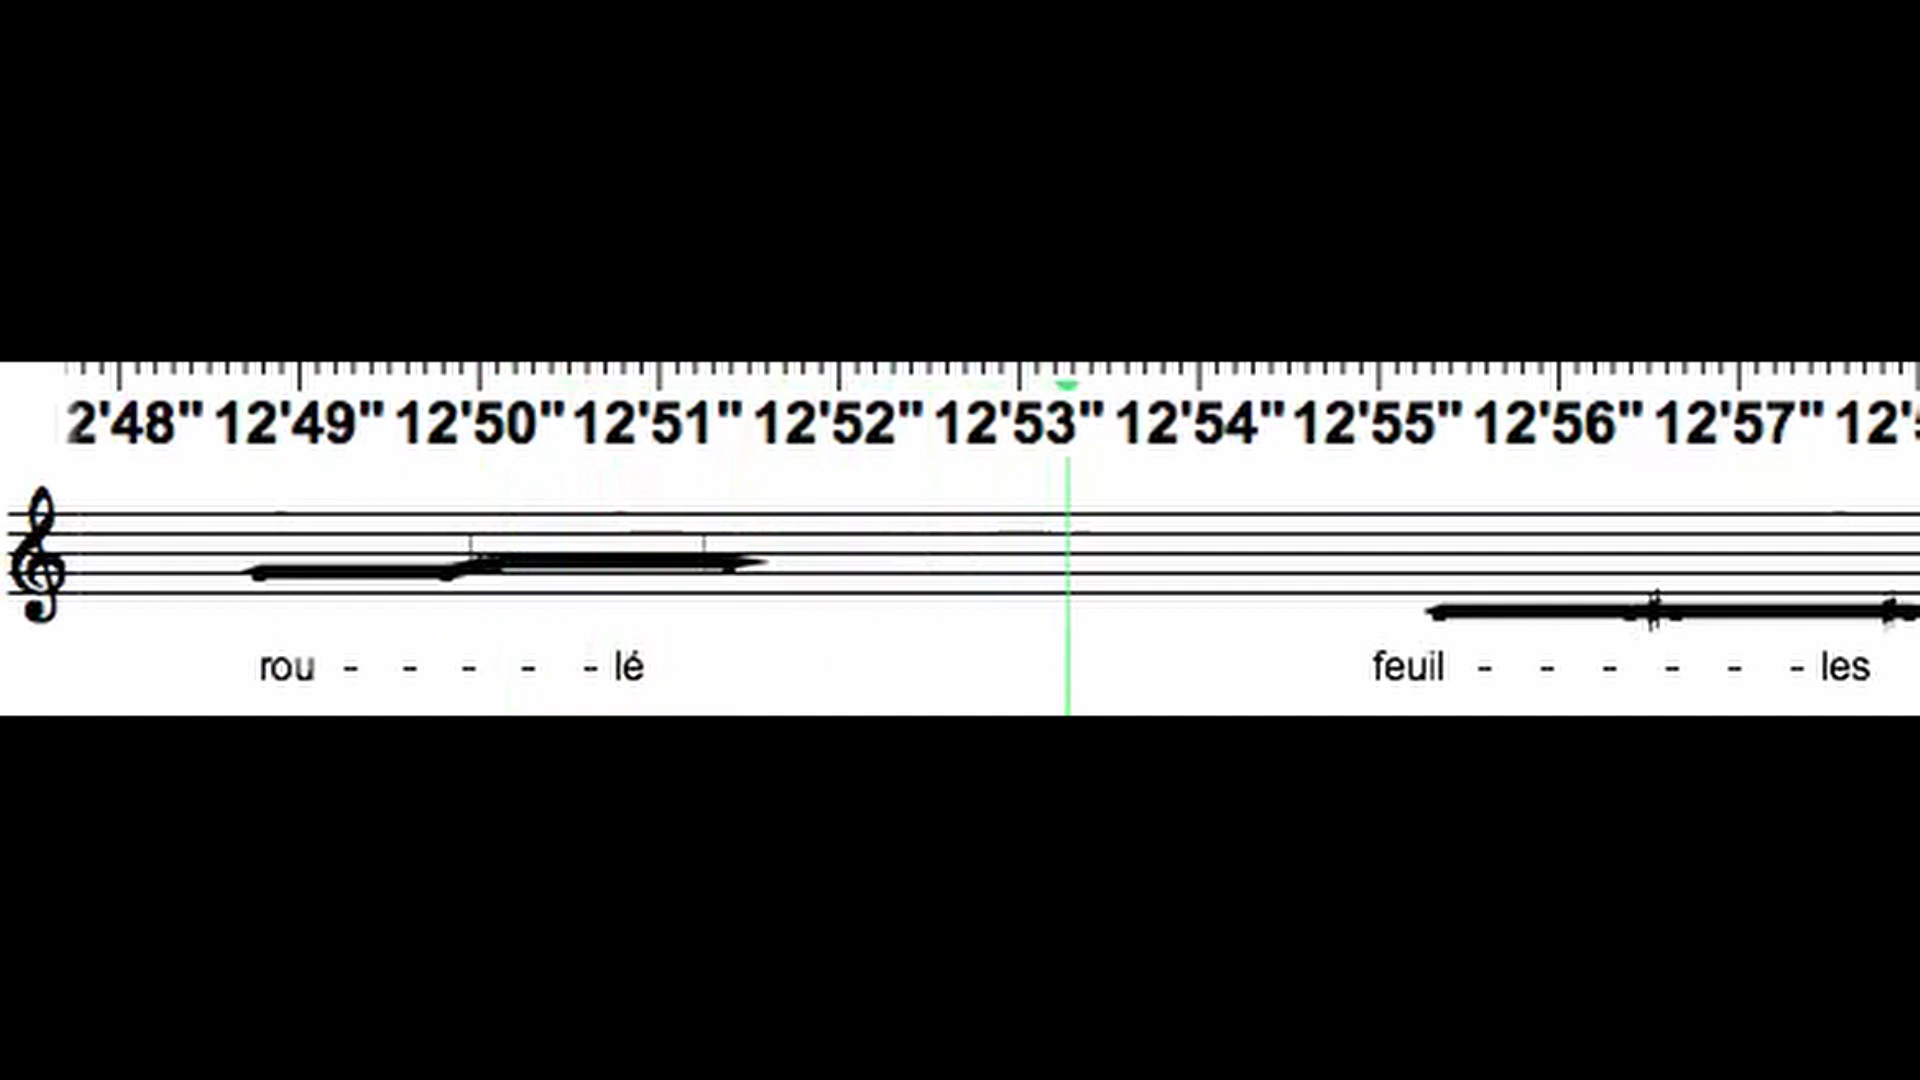 2'48" 12'49" 12'50" 12'51" 12'52" 12'53" 12'54" 12'55" 12'56" 12'57"
rou - - - - - lé feuil - - - - - - les